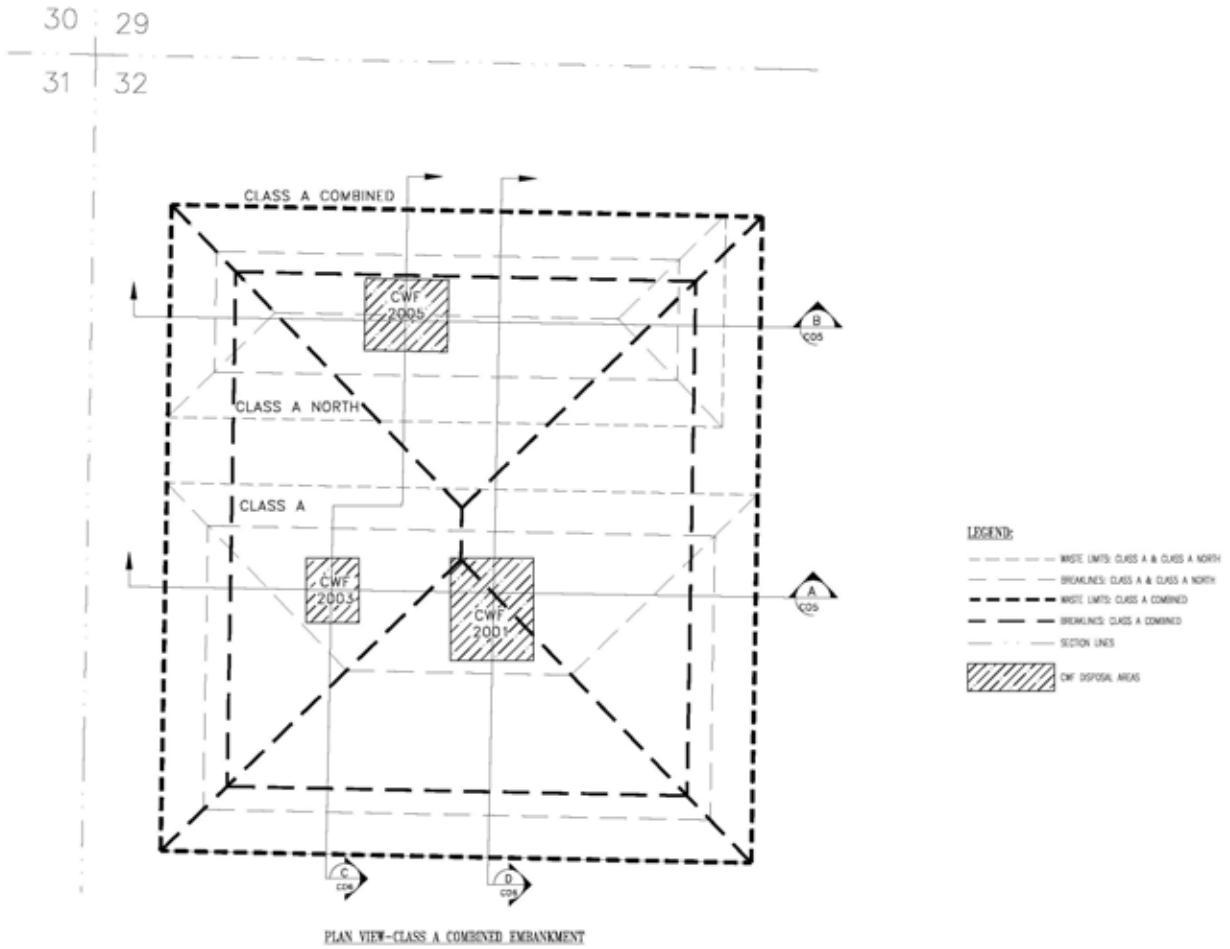 30 29
31 32
CLASS A COMBINED
CWF
2005
B
C05
CLASS A NORTH
CLASS A
CWF
2003
CWF
2001
A
C05
LEGEND:
WASTE LIMITS: CLASS A & CLASS A NORTH
BREAKLINES: CLASS A & CLASS A NORTH
WASTE LIMITS: CLASS A COMBINED
BREAKLINES: CLASS A COMBINED
SECTION LINES
CWF DISPOSAL AREAS
C
C06
D
C06
PLAN VIEW-CLASS A COMBINED EMBANKMENT